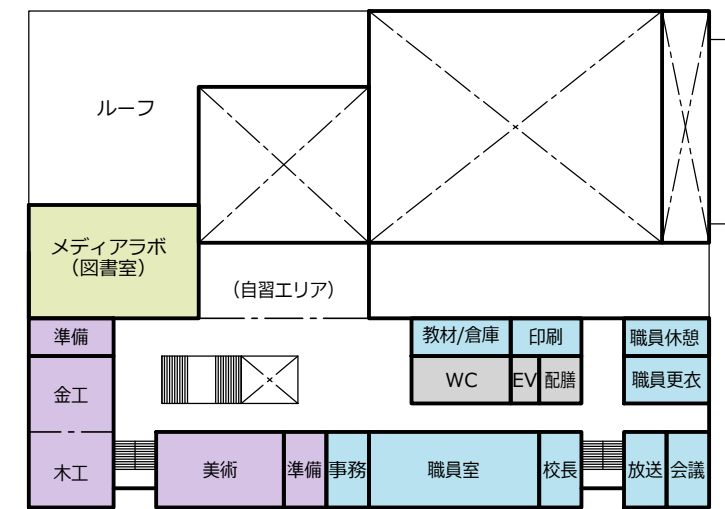 ルーフ
メディアラボ
（図書室）
（自習エリア）
準備
教材/倉庫
印刷
職員休憩
金工
WC
EV
配膳
職員更衣
木工
美術
準備
事務
職員室
校長
放送
会議